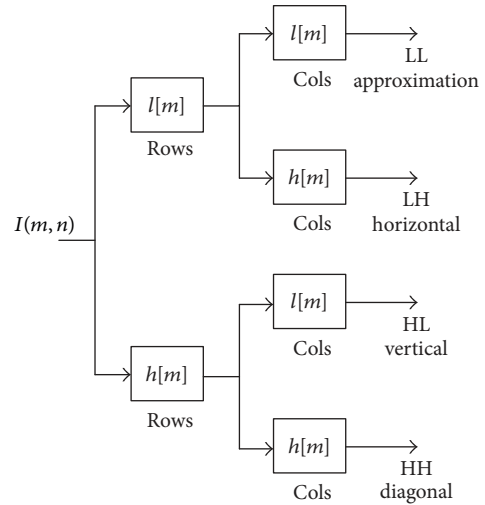 l[m]
Cols
LL
approximation
l[m]
Rows
h[m]
Cols
LH
horizontal
I(m, n)
l[m]
Cols
HL
vertical
h[m]
Rows
h[m]
Cols
HH
diagonal